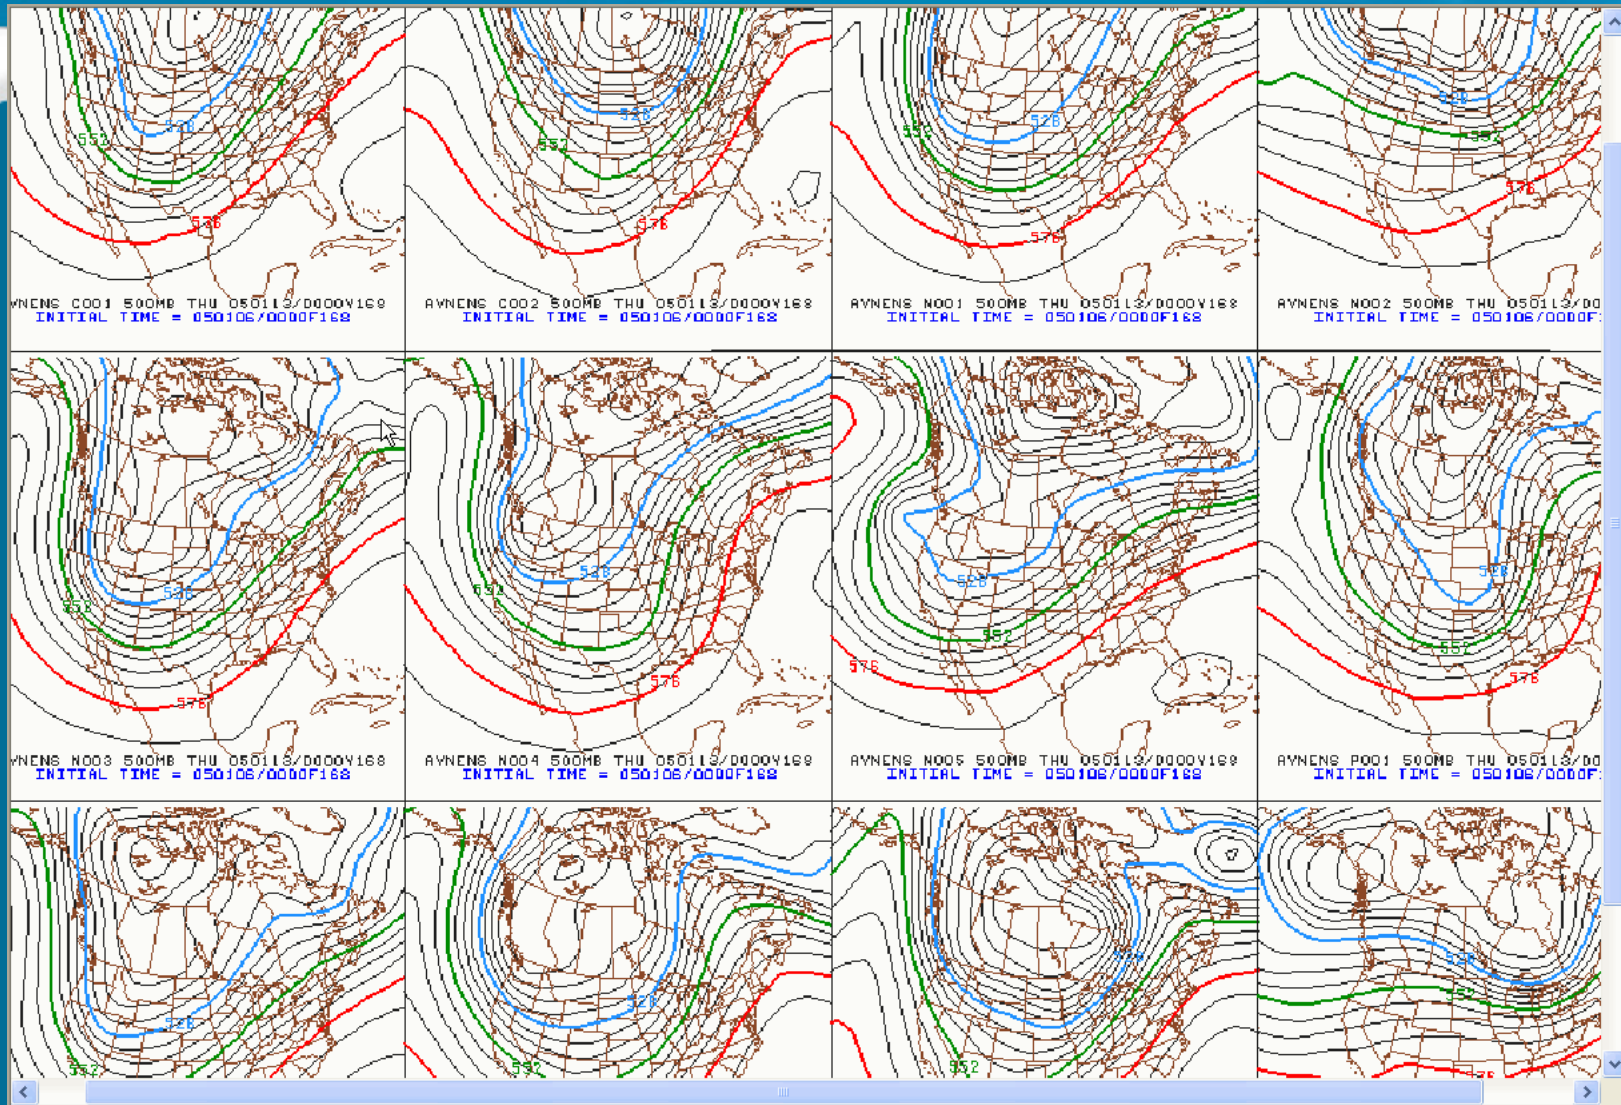 528
552
576
VNENS C001 500MB THU 050113/0000V168
INITIAL TIME = 050106/0000F168
528
552
576
AVNENS C002 500MB THU 050113/0000V168
INITIAL TIME = 050106/0000F168
528
552
576
AVNENS N001 500MB THU 050113/0000V168
INITIAL TIME = 050106/0000F168
528
552
576
AVNENS N002 500MB THU 050113/00
INITIAL TIME = 050106/0000F
528
552
576
VNENS N003 500MB THU 050113/0000V168
INITIAL TIME = 050106/0000F168
528
552
576
AVNENS N004 500MB THU 050113/0000V168
INITIAL TIME = 050106/0000F168
528
552
576
576
AVNENS N005 500MB THU 050113/0000V168
INITIAL TIME = 050106/0000F168
528
552
576
AVNENS P001 500MB THU 050113/00
INITIAL TIME = 050106/0000F
528
552
528
552
528
552
528
552